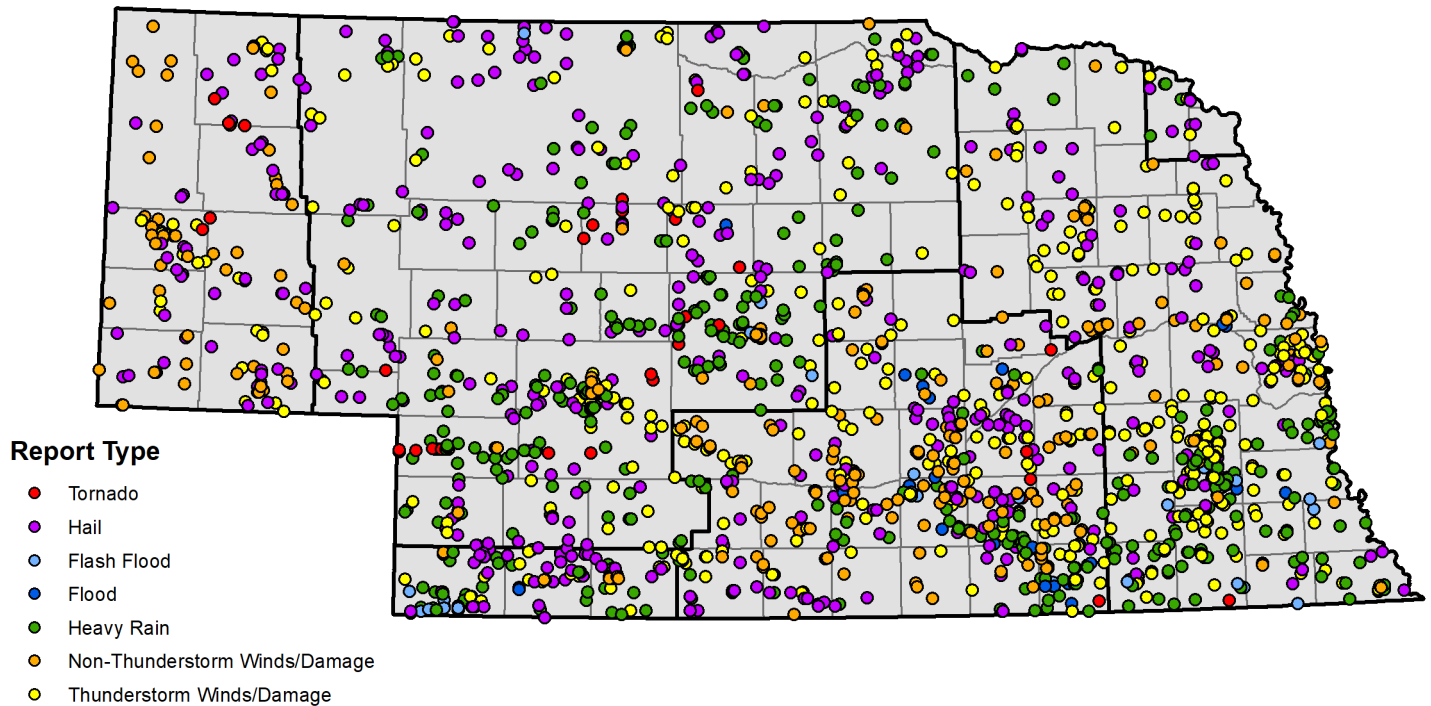 Report Type
Tornado
Hail
Flash Flood
Flood
Heavy Rain
Non-Thunderstorm Winds/Damage
Thunderstorm Winds/Damage